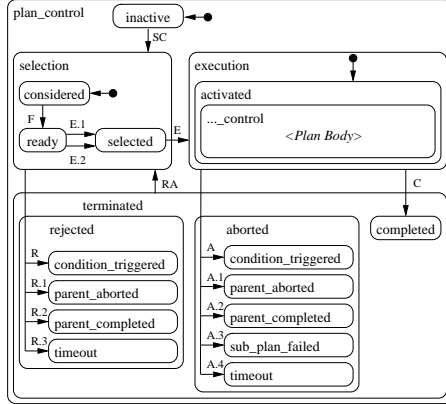 plan_control
inactive
SC
selection
execution
considered
activated
F
..._control
<Plan Body>
E.1
ready
selected
E
E.2
RA
C
terminated
rejected
aborted
completed
R
condition_triggered
A
condition_triggered
R.1
parent_aborted
A.1
parent_aborted
R.2
parent_completed
A.2
parent_completed
R.3
timeout
A.3
sub_plan_failed
A.4
timeout